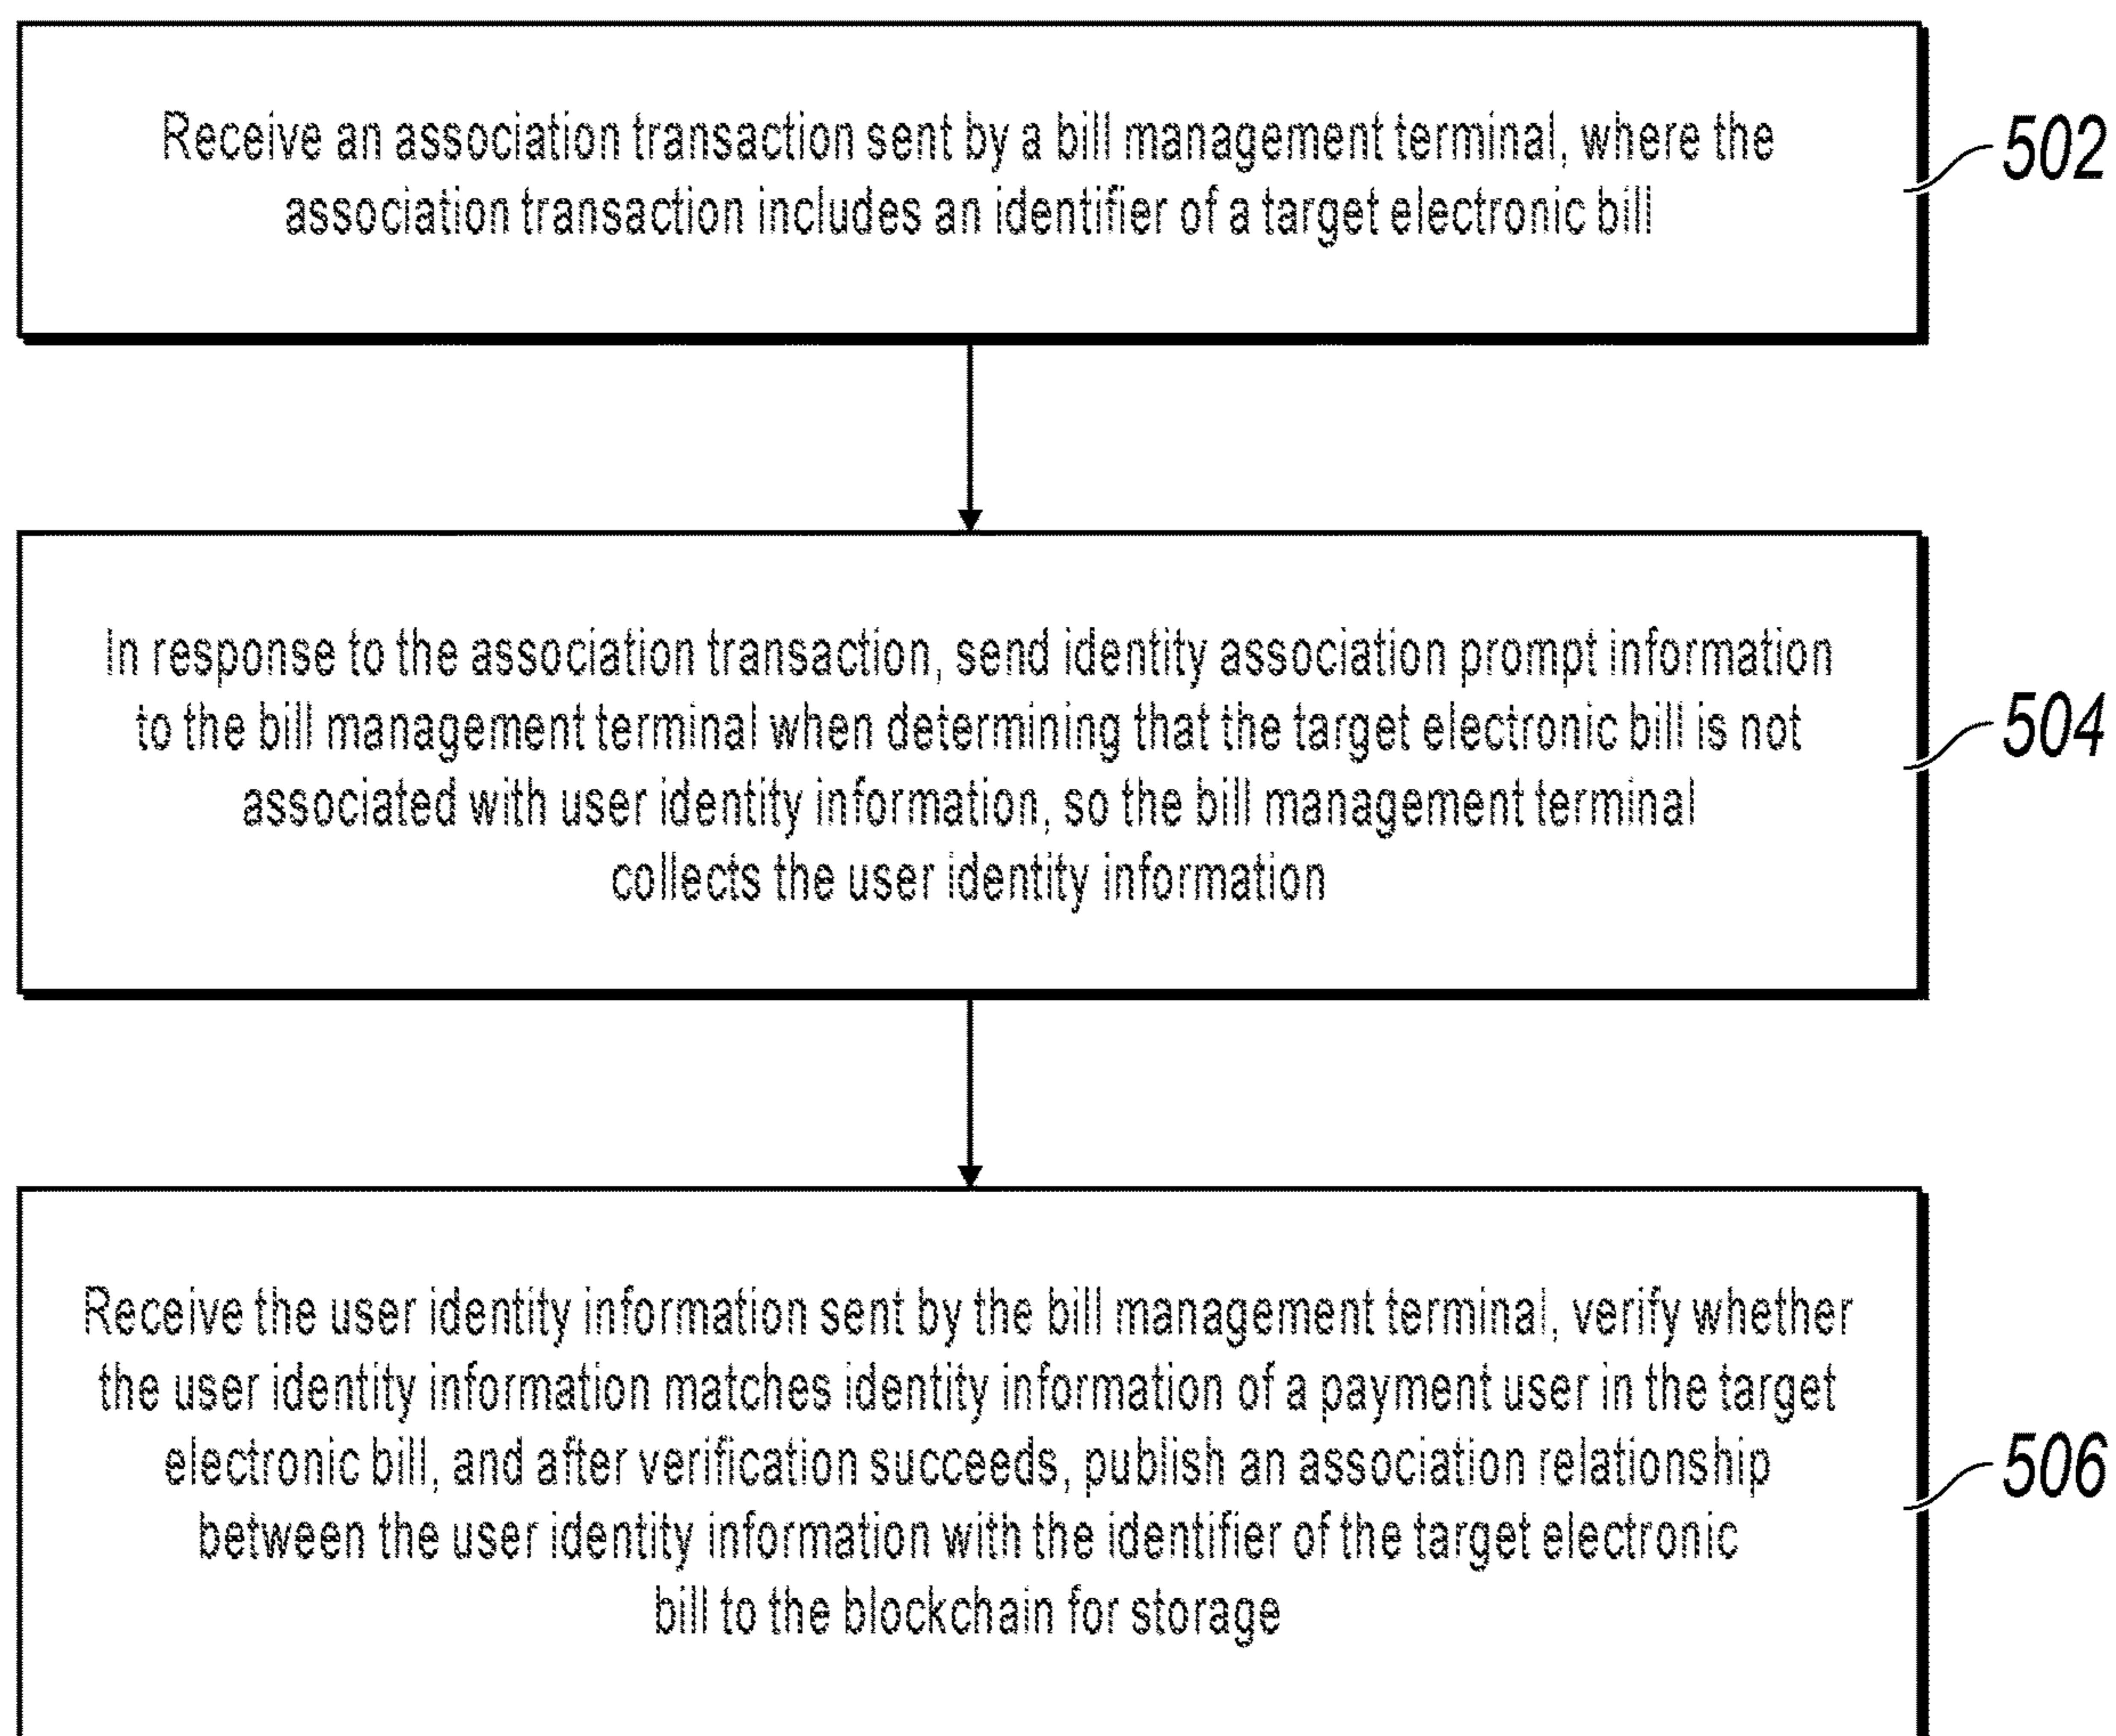 Receive an association transaction sent by a bill management terminal, where the
association transaction includes an identifier of a target electronic bill
502
In response to the association transaction, send identity association prompt information
to the bill management terminal when determining that the target electronic bill is not
associated with user identity information, so the bill management terminal
collects the user identity information
504
Receive the user identity information sent by the bill management terminal, verify whether
the user identity information matches identity information of a payment user in the target
electronic bill, and after verification succeeds, publish an association relationship
between the user identity information with the identifier of the target electronic
bill to the blockchain for storage
506